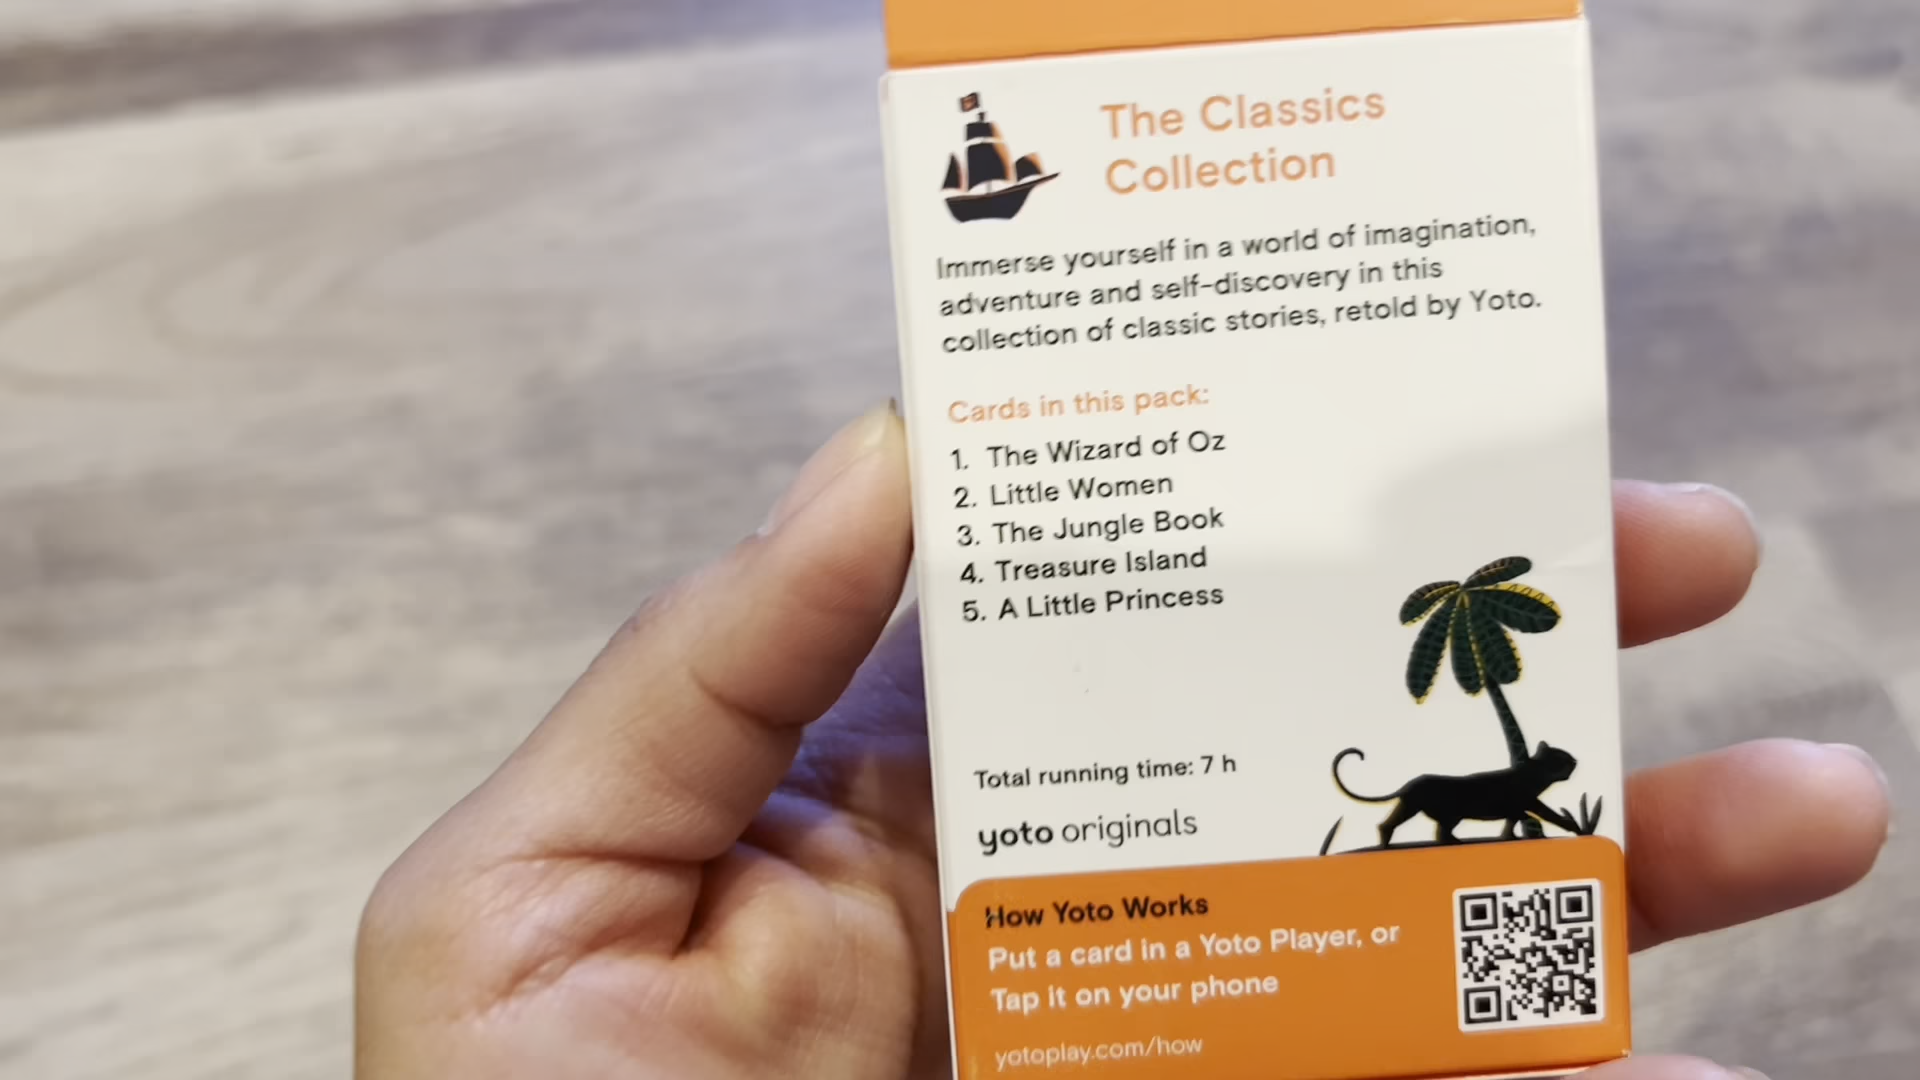 The Classics
Collection
Immerse yourself in a world of imagination,
adventure and self-discovery in this
collection of classic stories, retold by Yoto.
Cards in this pack:
1. The Wizard of Oz
2. Little Women
3. The Jungle Book
4. Treasure Island
5. A Little Princess
Total running time: 7 h
yoto originals
How Yoto Works
Put a card in a Yoto Player, or
Tap it on your phone
yotoplay.com/how